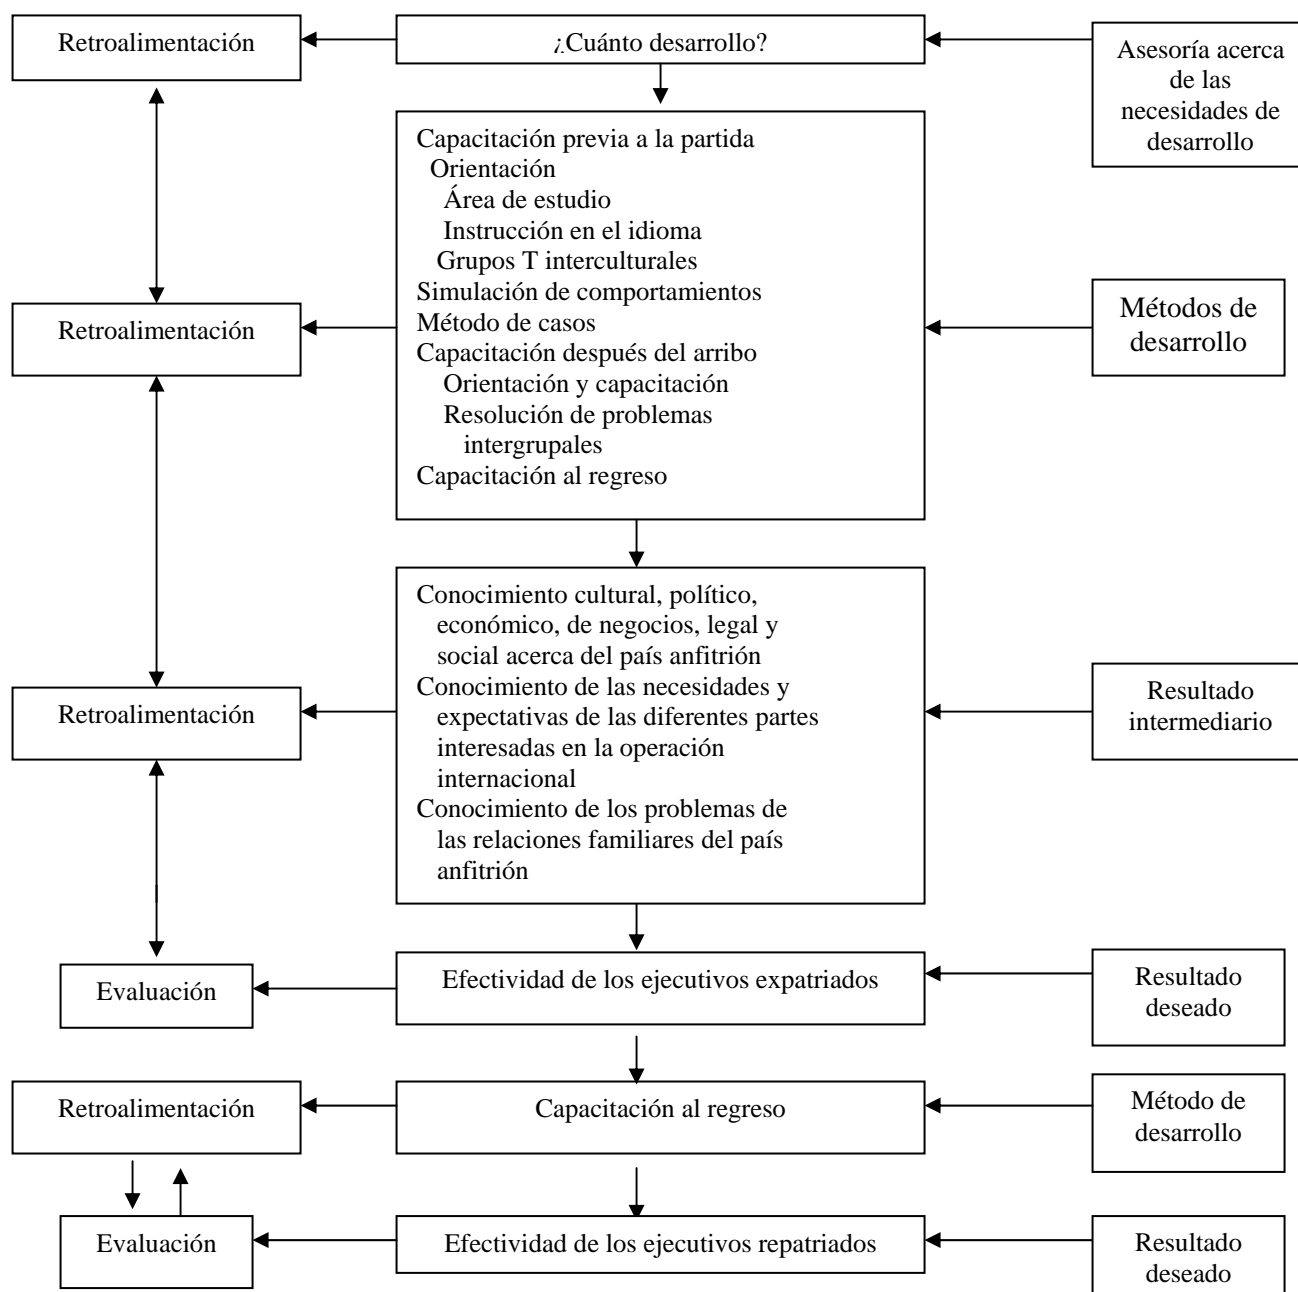 Retroalimentación
¿Cuánto desarrollo?
Asesoría acerca
de las
necesidades de
desarrollo
Capacitación previa a la partida
Orientación
Área de estudio
Instrucción en el idioma
Grupos T interculturales
Simulación de comportamientos
Método de casos
Capacitación después del arribo
Orientación y capacitación
Resolución de problemas
intergrupales
Capacitación al regreso
Retroalimentación
Métodos de
desarrollo
Conocimiento cultural, político,
económico, de negocios, legal y
social acerca del país anfitrión
Conocimiento de las necesidades y
expectativas de las diferentes partes
interesadas en la operación
internacional
Conocimiento de los problemas de
las relaciones familiares del país
anfitrión
Retroalimentación
Resultado
intermediario
Evaluación
Efectividad de los ejecutivos expatriados
Resultado
deseado
Retroalimentación
Capacitación al regreso
Método de
desarrollo
Evaluación
Efectividad de los ejecutivos repatriados
Resultado
deseado